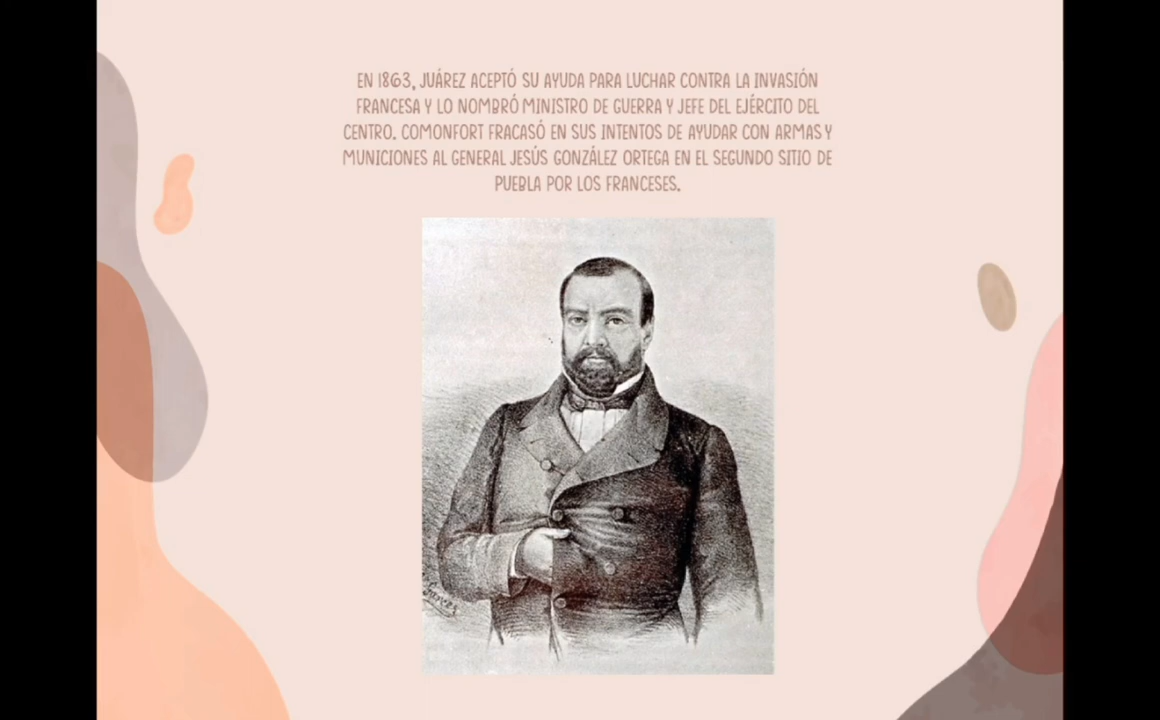 EN 1863, JUÁREZ ACEPTÓ SU AYUDA PARA LUCHAR CONTRA LA INVASIÓN
FRANCESA Y LO NOMBRÓ MINISTRO DE GUERRA Y JEFE DEL EJÉRCITO DEL
CENTRO. COMONFORT FRACASÓ EN SUS INTENTOS DE AYUDAR CON ARMAS Y
MUNICIONES AL GENERAL JESÚS GONZÁLEZ ORTEGA EN EL SEGUNDO SITIO DE
PUEBLA POR LOS FRANCESES.